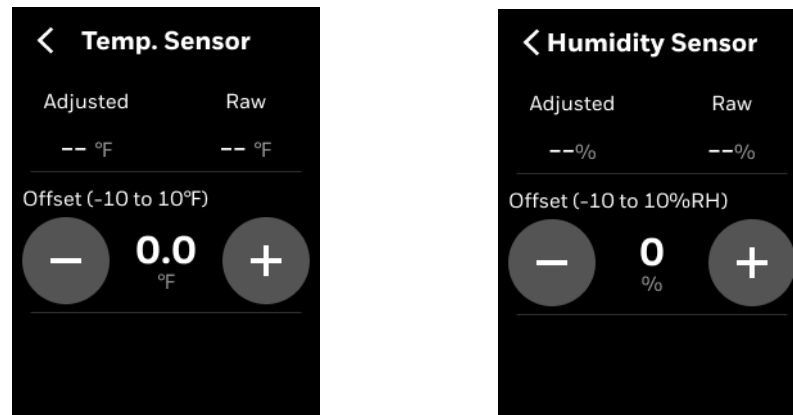 Temp. Sensor
Adjusted Raw
-- °F -- °F
Offset (-10 to 10°F)
− 0.0 +
°F
Humidity Sensor
Adjusted Raw
--% --%
Offset (-10 to 10%RH)
− 0 +
%